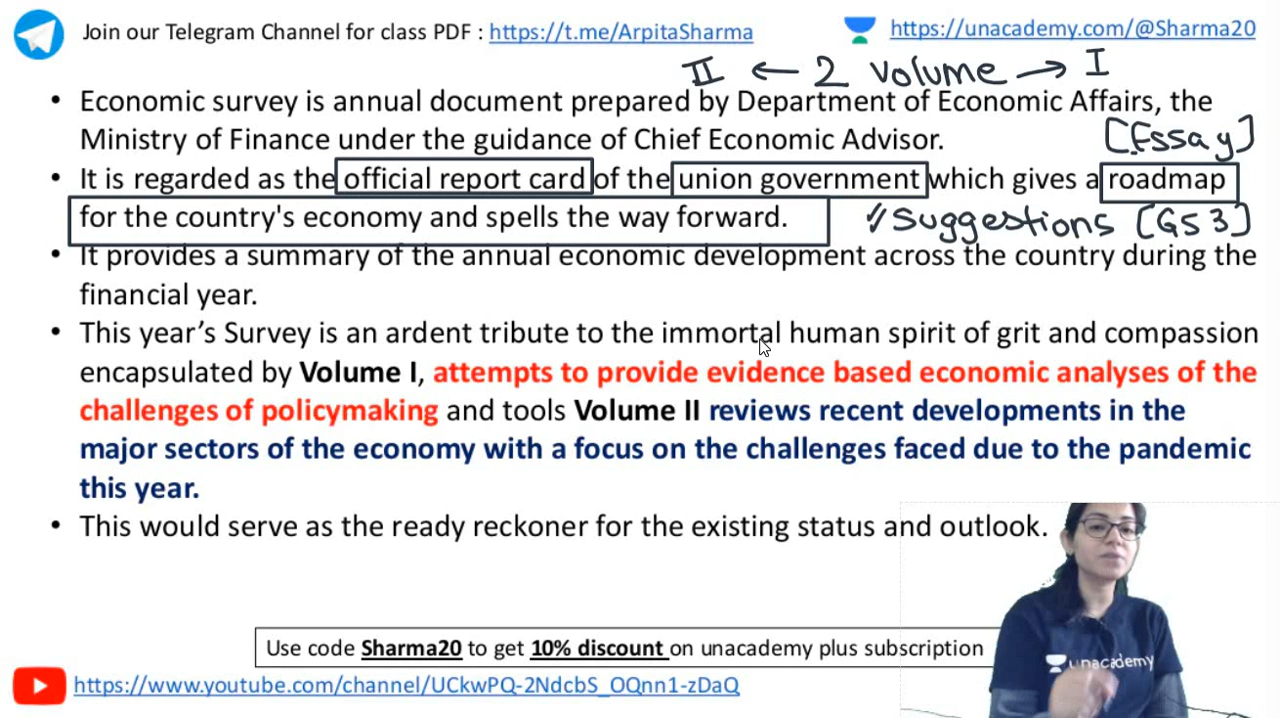 Join our Telegram Channel for class PDF : https://t.me/ArpitaSharma
https://unacademy.com/@Sharma20
II ← 2 volume → I
• Economic survey is annual document prepared by Department of Economic Affairs, the
Ministry of Finance under the guidance of Chief Economic Advisor.
[Essay]
• It is regarded as the official report card of the union government which gives a roadmap
for the country's economy and spells the way forward.
Suggestions [GS3]
• It provides a summary of the annual economic development across the country during the
financial year.
• This year's Survey is an ardent tribute to the immortal human spirit of grit and compassion
encapsulated by Volume I, attempts to provide evidence based economic analyses of the
challenges of policymaking and tools Volume II reviews recent developments in the
major sectors of the economy with a focus on the challenges faced due to the pandemic
this year.
• This would serve as the ready reckoner for the existing status and outlook.
Use code Sharma20 to get 10% discount on unacademy plus subscription
unacademy
https://www.youtube.com/channel/UCkwPQ-2NdcbS_OQnn1-zDaQ